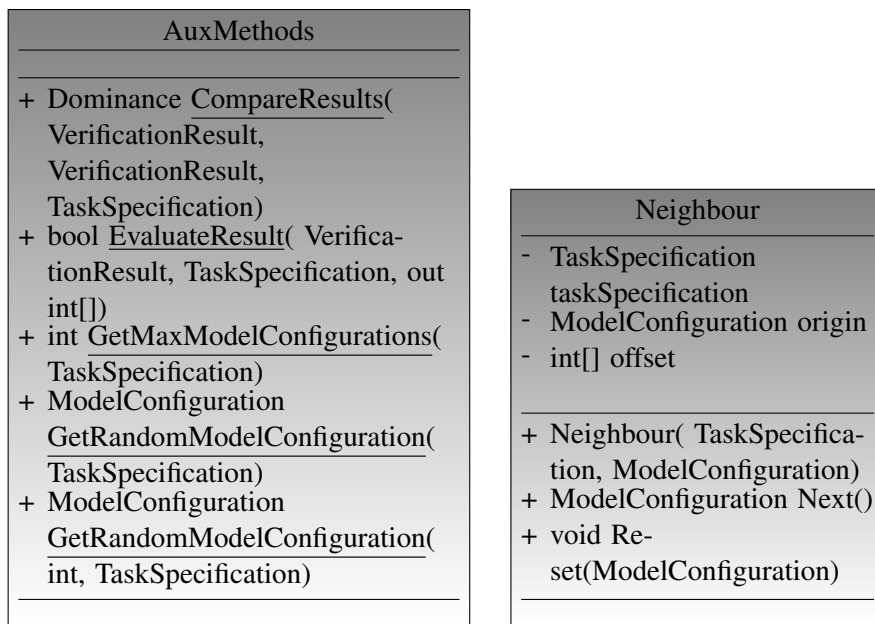 AuxMethods
+ Dominance CompareResults(
VerificationResult,
VerificationResult,
TaskSpecification)
+ bool EvaluateResult( Verifica-
tionResult, TaskSpecification, out
int[])
+ int GetMaxModelConfigurations(
TaskSpecification)
+ ModelConfiguration
GetRandomModelConfiguration(
TaskSpecification)
+ ModelConfiguration
GetRandomModelConfiguration(
int, TaskSpecification)
Neighbour
- TaskSpecification
taskSpecification
- ModelConfiguration origin
- int[] offset
+ Neighbour( TaskSpecifica-
tion, ModelConfiguration)
+ ModelConfiguration Next()
+ void Re-
set(ModelConfiguration)